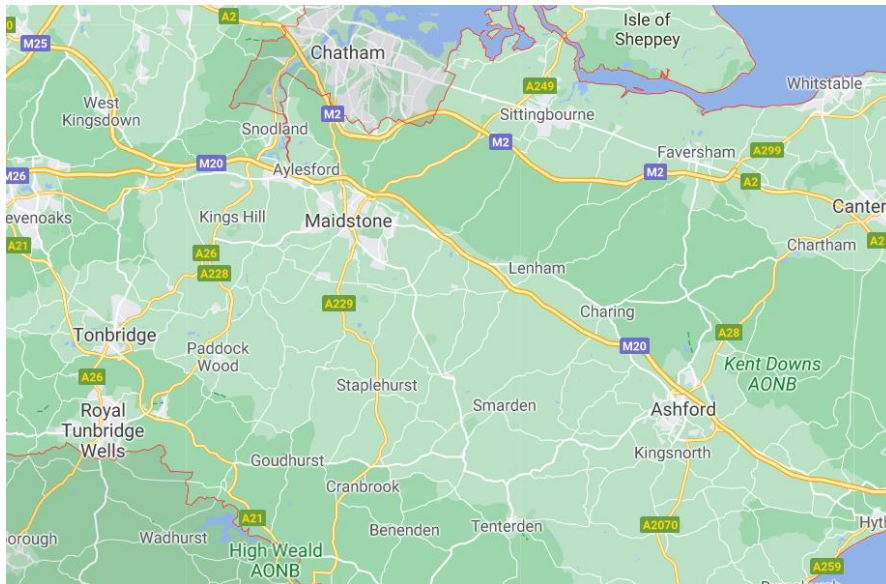 A2
Isle of
Sheppey
M25
Chatham
Whitstable
West
Kingsdown
A249
M2
Sittingbourne
Snodland
M2
A299
Faversham
M20
Aylesford
M2
A2
M26
evenoaks
Kings Hill
Maidstone
Canter
A21
A26
Chartham
A2
A228
Lenham
A229
Charing
Tonbridge
A28
Paddock
Wood
M20
Kent Downs
AONB
A26
Staplehurst
Royal
Tunbridge
Wells
Smarden
Ashford
Goudhurst
Kingsnorth
Cranbrook
A21
Benenden
Tenterden
A2070
Hyth
orough
Wadhurst
High Weald
AONB
A259